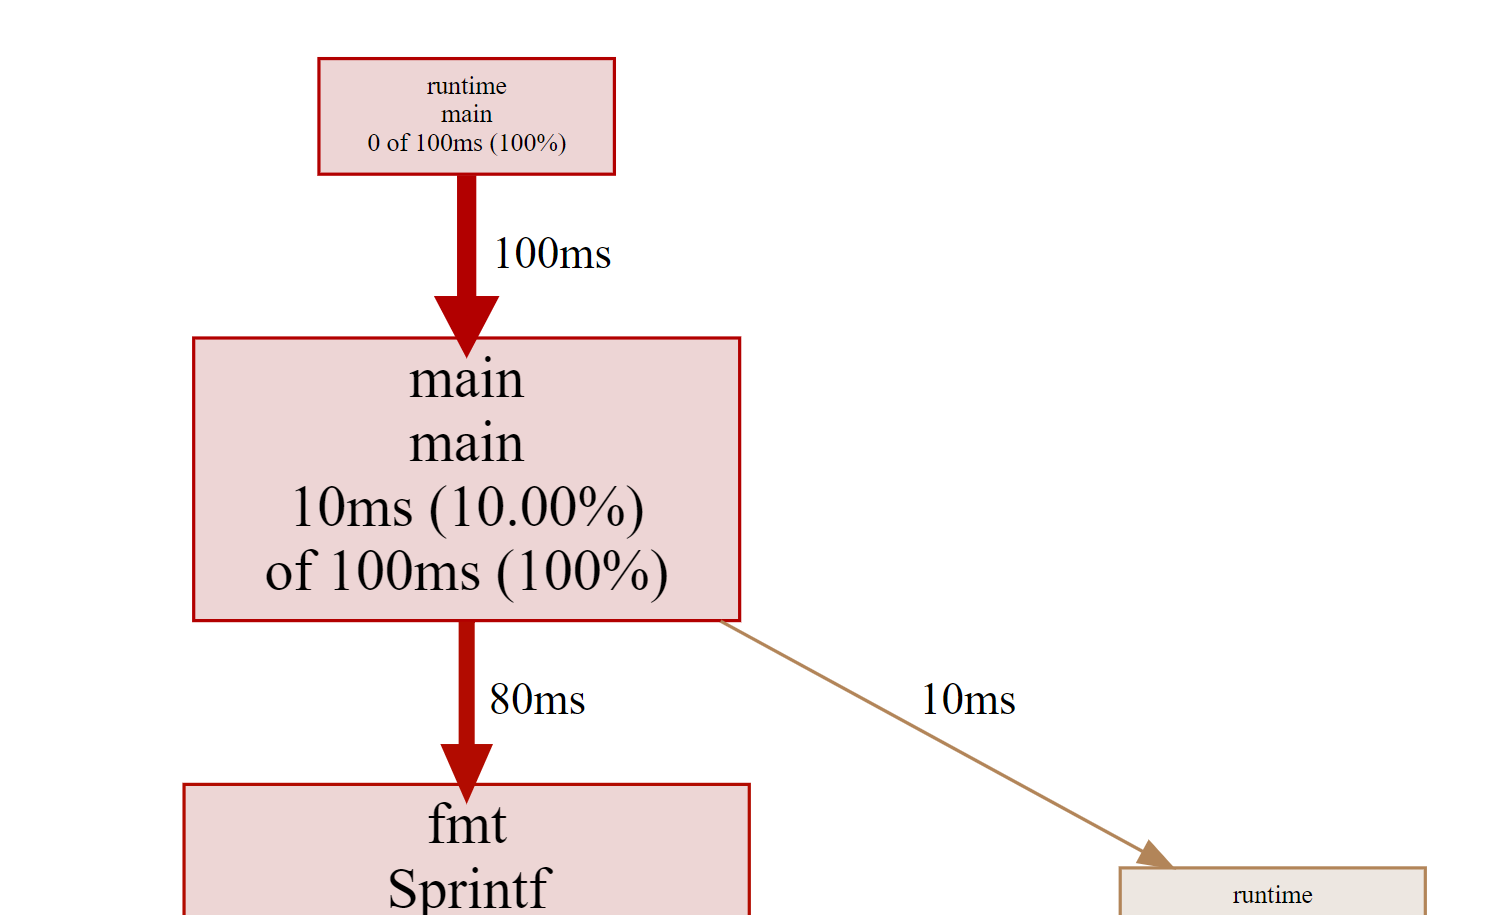 runtime
main
0 of 100ms (100%)
100ms
main
main
10ms (10.00%)
of 100ms (100%)
80ms
10ms
fmt
Sprintf
runtime